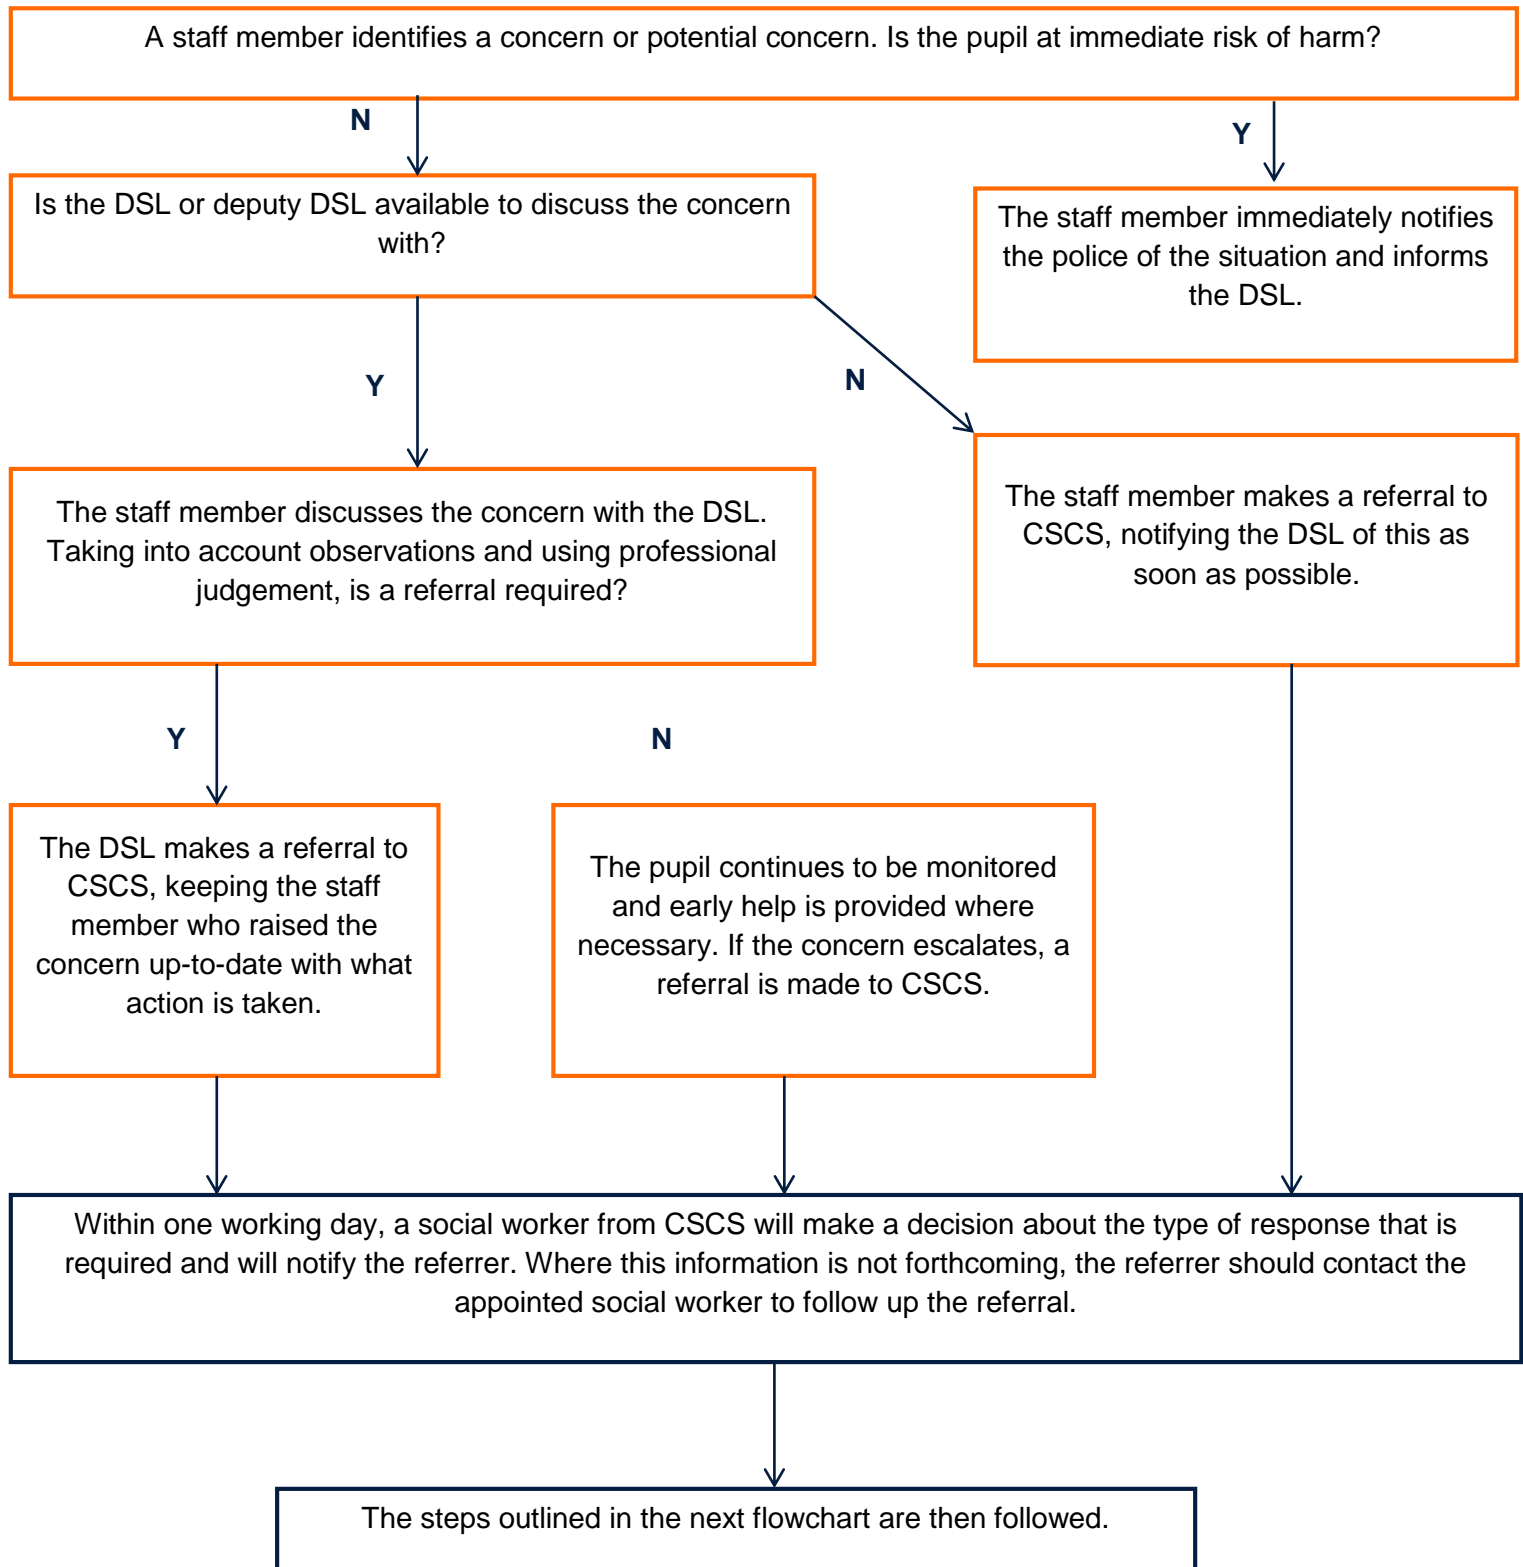 A staff member identifies a concern or potential concern. Is the pupil at immediate risk of harm?
N
Y
Is the DSL or deputy DSL available to discuss the concern
with?
The staff member immediately notifies
the police of the situation and informs
the DSL.
Y
N
The staff member discusses the concern with the DSL.
Taking into account observations and using professional
judgement, is a referral required?
The staff member makes a referral to
CSCS, notifying the DSL of this as
soon as possible.
Y
N
The DSL makes a referral to
CSCS, keeping the staff
member who raised the
concern up-to-date with what
action is taken.
The pupil continues to be monitored
and early help is provided where
necessary. If the concern escalates, a
referral is made to CSCS.
Within one working day, a social worker from CSCS will make a decision about the type of response that is
required and will notify the referrer. Where this information is not forthcoming, the referrer should contact the
appointed social worker to follow up the referral.
The steps outlined in the next flowchart are then followed.